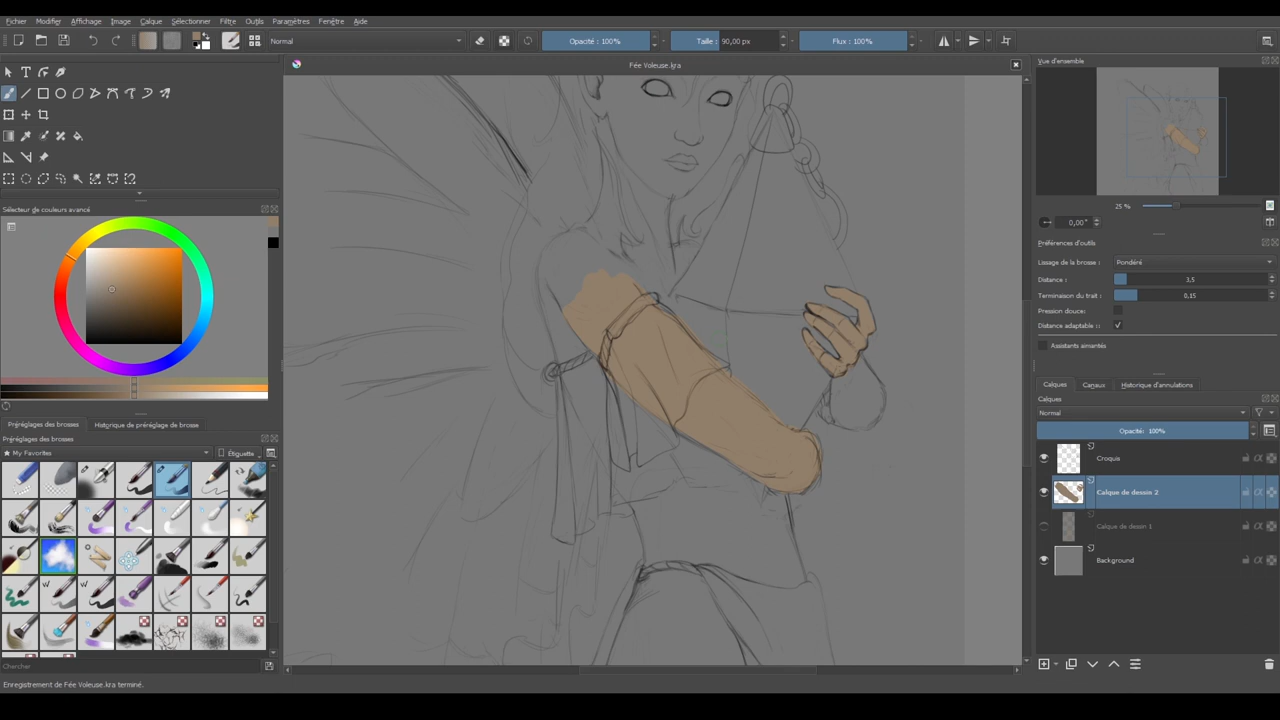 Fichier Modifier Affichage Image Calque Sélectionner Filtre Outils Paramètres Fenêtre Aide
Normal
Opacité : 100%
Taille : 90,00 px
Flux : 100%
Fée Voleuse.kra
Vue d'ensemble
25 %
0,00°
Préférences d'outils
Lissage de la brosse :
Pondéré
Distance :
3,5
Terminaison du trait :
0,15
Pression douce:
Distance adaptable ::
Assistants aimantés
Sélecteur de couleurs avancé
Préréglages des brosses
Historique de préréglage de brosse
Préréglages des brosses
My Favorites
Étiquette
Chercher
Enregistrement de Fée Voleuse.kra terminé.
Calques
Canaux
Historique d'annulations
Calques
Normal
Opacité: 100%
Croquis
Calque de dessin 2
Calque de dessin 1
Background